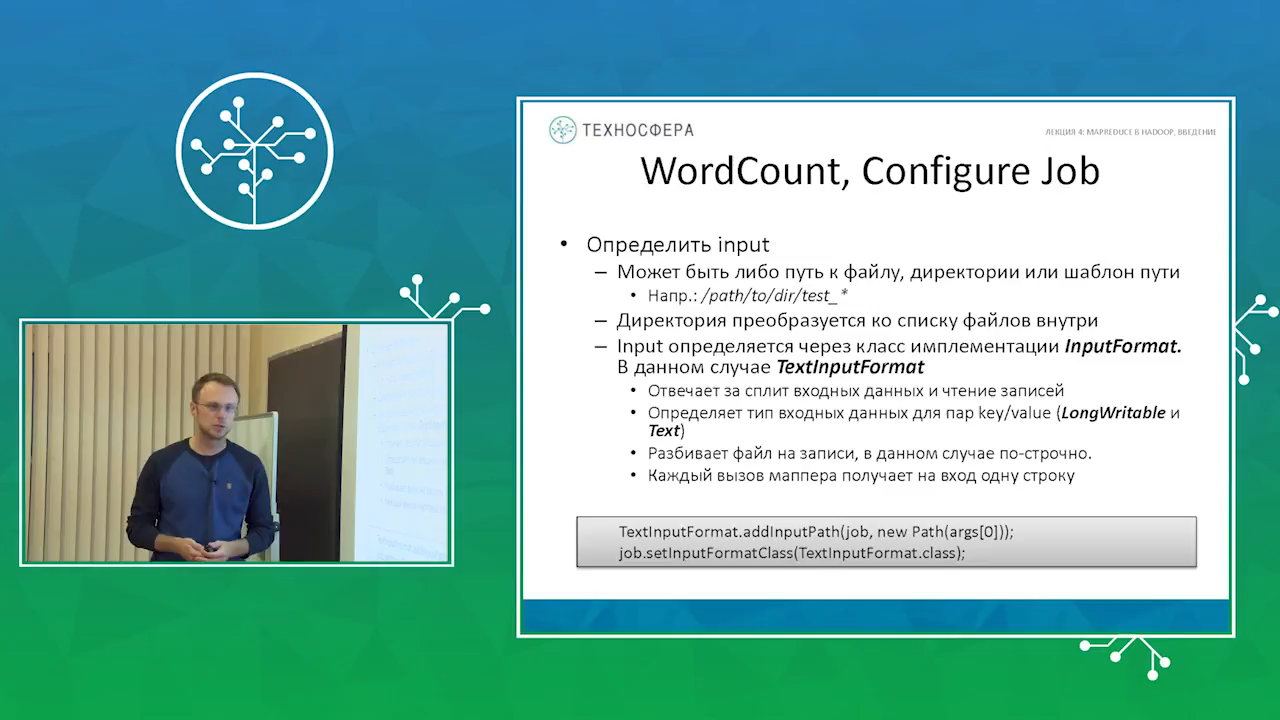 ТЕХНОСФЕРА
ЛЕКЦИЯ 4: MAPREDUCE В HADOOP, ВВЕДЕНИЕ
WordCount, Configure Job
• Определить input
– Может быть либо путь к файлу, директории или шаблон пути
• Напр.: /path/to/dir/test_*
– Директория преобразуется ко списку файлов внутри
– Input определяется через класс имплементации InputFormat.
В данном случае TextInputFormat
• Отвечает за сплит входных данных и чтение записей
• Определяет тип входных данных для пар key/value (LongWritable и
Text)
• Разбивает файл на записи, в данном случае по-строчно.
• Каждый вызов маппера получает на вход одну строку
TextInputFormat.addInputPath(job, new Path(args[0]));
job.setInputFormatClass(TextInputFormat.class);